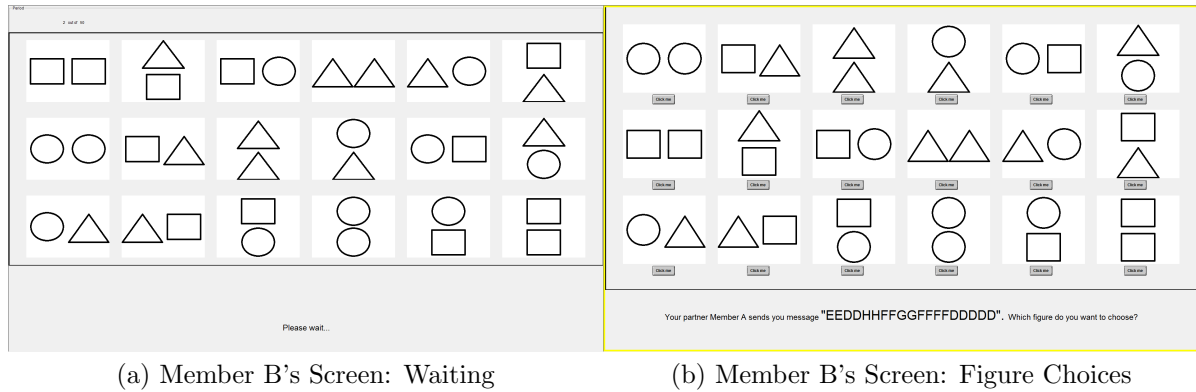 Period
2 out of 50
Click me Click me Click me Click me Click me Click me
Click me Click me Click me Click me Click me Click me
Click me Click me Click me Click me Click me Click me
Please wait...
Your partner Member A sends you message "EEDDHHFFGGFFFFDDDDD". Which figure do you want to choose?
(a) Member B's Screen: Waiting
(b) Member B's Screen: Figure Choices